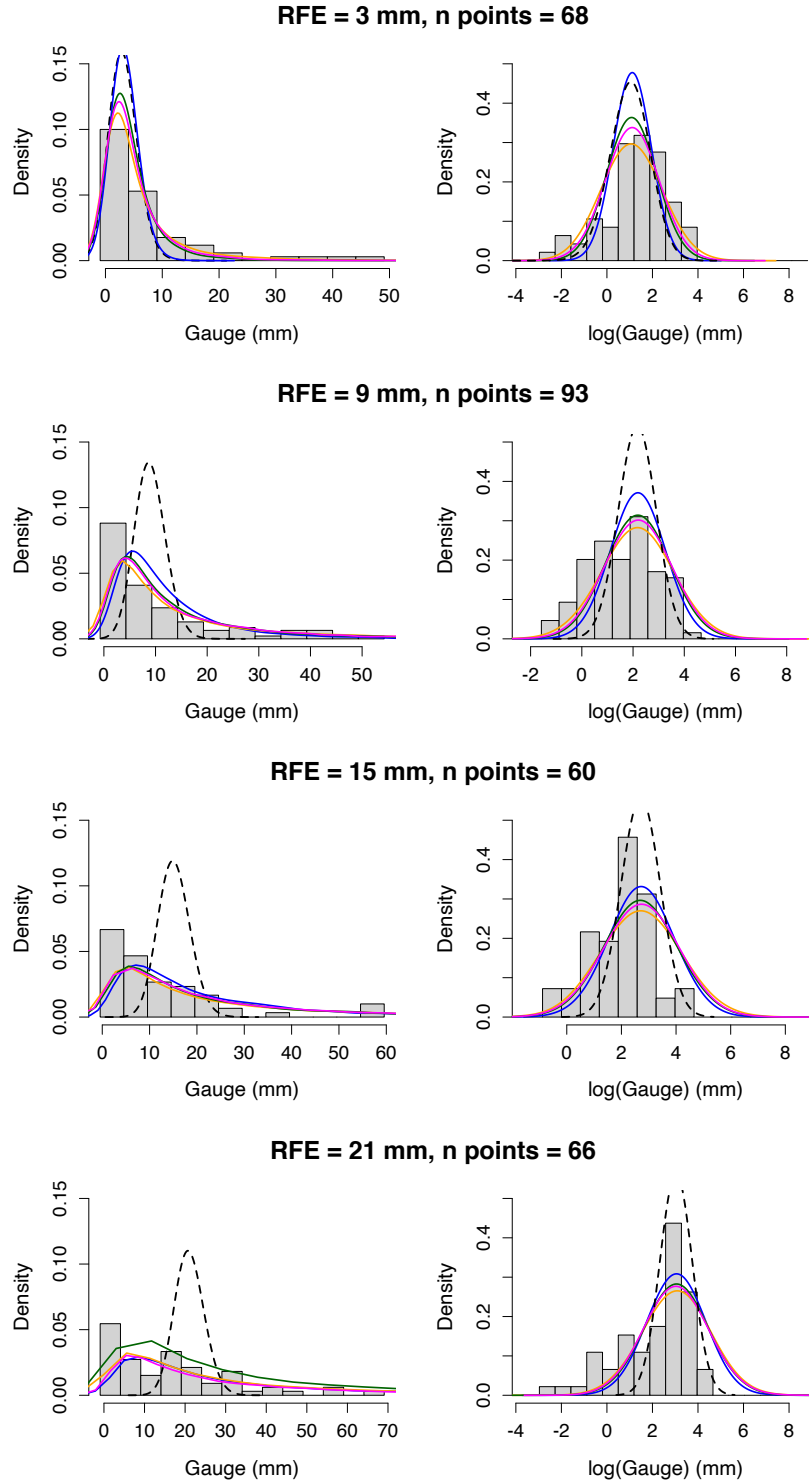 RFE = 3 mm, n points = 68
Density
0.00 0.05 0.10 0.15
0 10 20 30 40 50
Gauge (mm)
Density
0.0 0.2 0.4
-4 -2 0 2 4 6 8
log(Gauge) (mm)
RFE = 9 mm, n points = 93
Density
0.00 0.05 0.10 0.15
0 10 20 30 40 50
Gauge (mm)
Density
0.0 0.2 0.4
-2 0 2 4 6 8
log(Gauge) (mm)
RFE = 15 mm, n points = 60
Density
0.00 0.05 0.10 0.15
0 10 20 30 40 50 60
Gauge (mm)
Density
0.0 0.2 0.4
0 2 4 6 8
log(Gauge) (mm)
RFE = 21 mm, n points = 66
Density
0.00 0.05 0.10 0.15
0 10 20 30 40 50 60 70
Gauge (mm)
Density
0.0 0.2 0.4
-4 -2 0 2 4 6 8
log(Gauge) (mm)